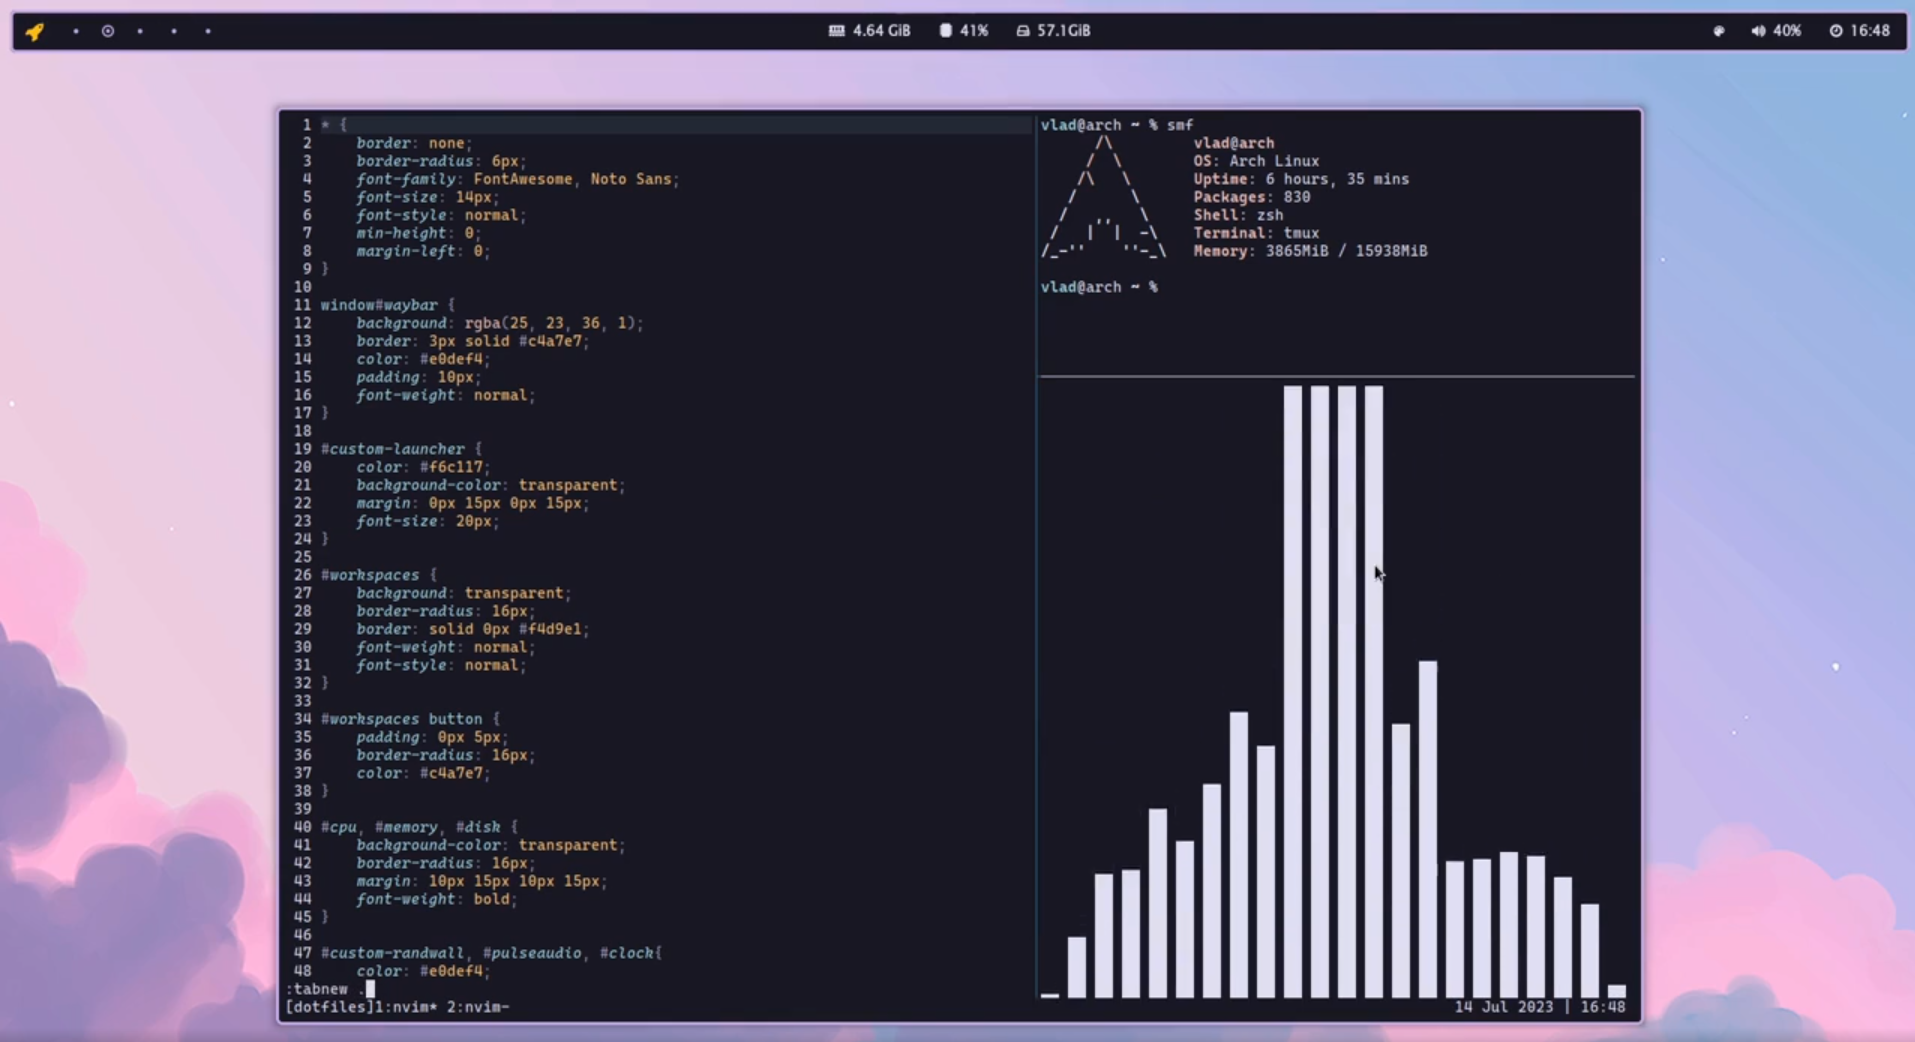 4.64 GiB 41% 57.1GiB
40% 16:48
1 * {
2 border: none;
3 border-radius: 6px;
4 font-family: FontAwesome, Noto Sans;
5 font-size: 14px;
6 font-style: normal;
7 min-height: 0;
8 margin-left: 0;
9 }
10
11 window#waybar {
12 background: rgba(25, 23, 36, 1);
13 border: 3px solid #c4a7e7;
14 color: #e0def4;
15 padding: 10px;
16 font-weight: normal;
17 }
18
19 #custom-launcher {
20 color: #f6c117;
21 background-color: transparent;
22 margin: 0px 15px 0px 15px;
23 font-size: 20px;
24 }
25
26 #workspaces {
27 background: transparent;
28 border-radius: 16px;
29 border: solid 0px #f4d9e1;
30 font-weight: normal;
31 font-style: normal;
32 }
33
34 #workspaces button {
35 padding: 0px 5px;
36 border-radius: 16px;
37 color: #c4a7e7;
38 }
39
40 #cpu, #memory, #disk {
41 background-color: transparent;
42 border-radius: 16px;
43 margin: 10px 15px 10px 15px;
44 font-weight: bold;
45 }
46
47 #custom-randwall, #pulseaudio, #clock{
48 color: #e0def4;
:tabnew .
[dotfiles]1:nvim* 2:nvim-
vlad@arch ~ % smf
vlad@arch
OS: Arch Linux
Uptime: 6 hours, 35 mins
Packages: 830
Shell: zsh
Terminal: tmux
Memory: 3865MiB / 15938MiB
vlad@arch ~ %
14 Jul 2023 | 16:48